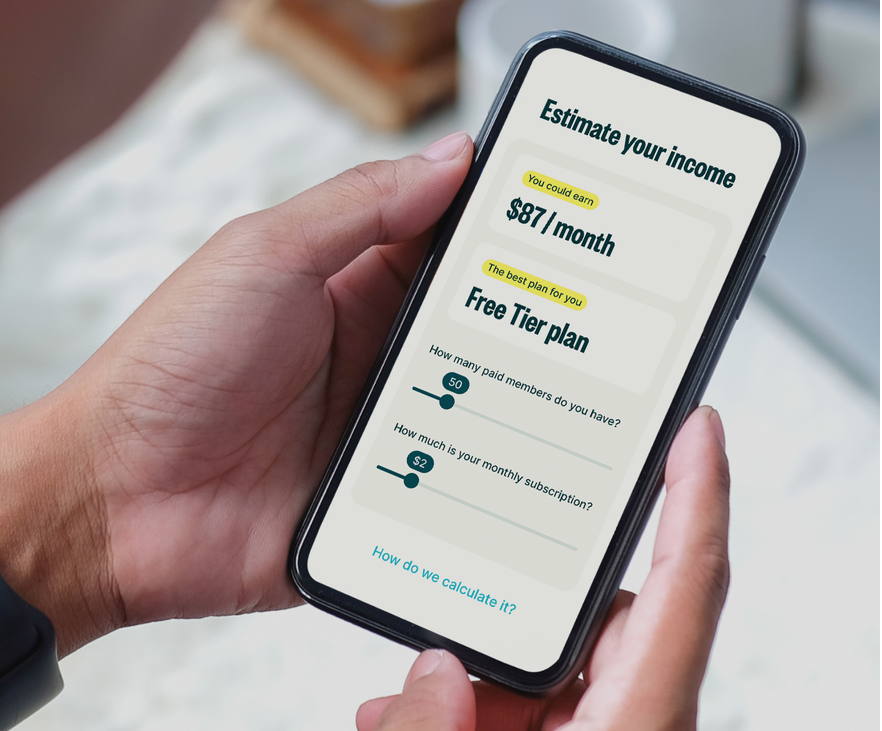 Estimate your income
You could earn
$87 / month
The best plan for you
Free Tier plan
How many paid members do you have?
50
How much is your monthly subscription?
$2
How do we calculate it?